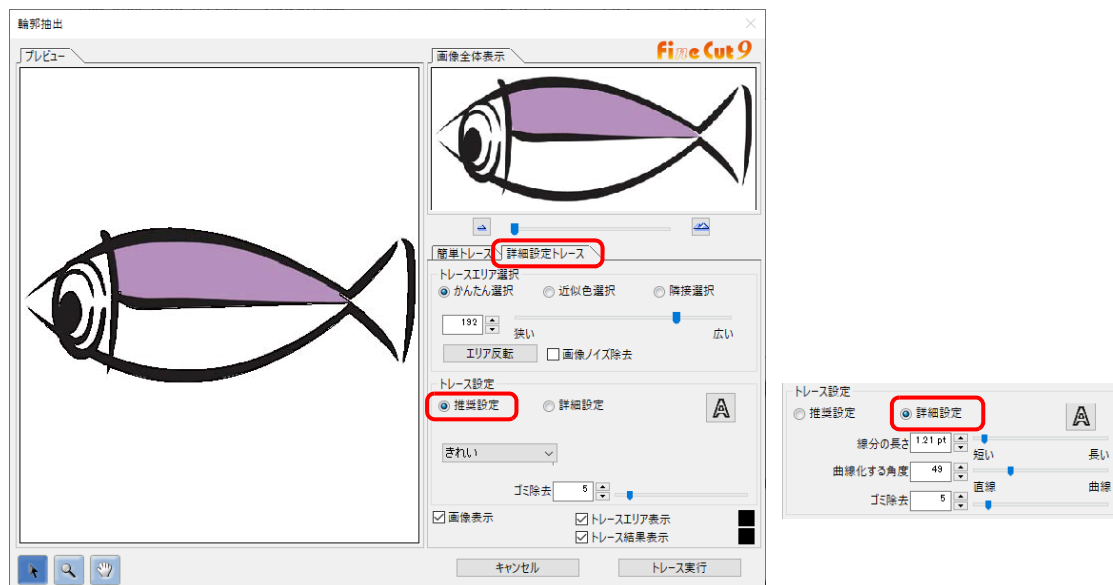 輪郭抽出
プレビュー
画像全体表示
Fine Cut 9
簡単トレース 詳細設定トレース
トレースエリア選択
かんたん選択 近似色選択 隣接選択
192
狭い 広い
エリア反転 画像ノイズ除去
トレース設定
推奨設定 詳細設定 A
きれい
ゴミ除去 5
画像表示 トレースエリア表示
トレース結果表示
キャンセル トレース実行
トレース設定
推奨設定 詳細設定 A
線分の長さ 1.21 pt 短い 長い
曲線化する角度 49 直線 曲線
ゴミ除去 5